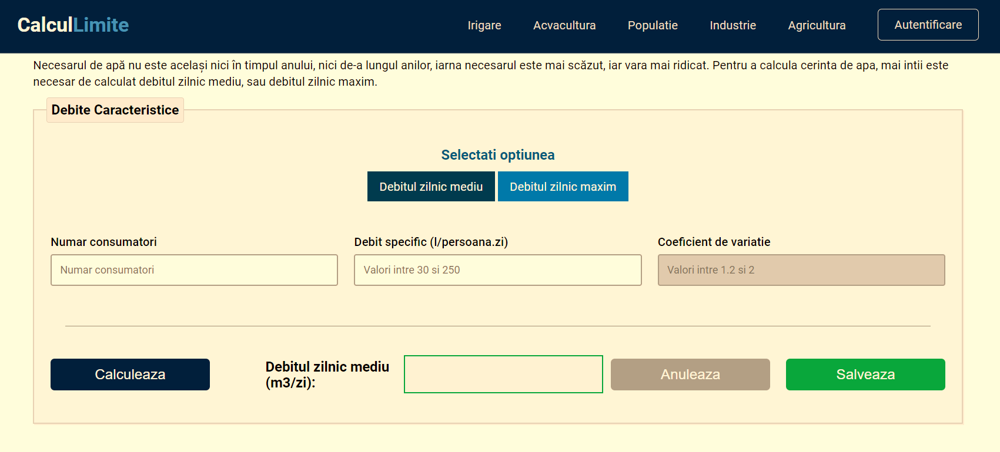 CalculLimite
Irigare
Acvacultura
Populatie
Industrie
Agricultura
Autentificare
Necesarul de apă nu este același nici în timpul anului, nici de-a lungul anilor, iarna necesarul este mai scăzut, iar vara mai ridicat. Pentru a calcula cerinta de apa, mai intii este
necesar de calculat debitul zilnic mediu, sau debitul zilnic maxim.
Debite Caracteristice
Selectati optiunea
Debitul zilnic mediu
Debitul zilnic maxim
Numar consumatori
Debit specific (l/persoana.zi)
Coeficient de variatie
Numar consumatori
Valori intre 30 si 250
Valori intre 1.2 si 2
Calculeaza
Debitul zilnic mediu
(m3/zi):
Anuleaza
Salveaza